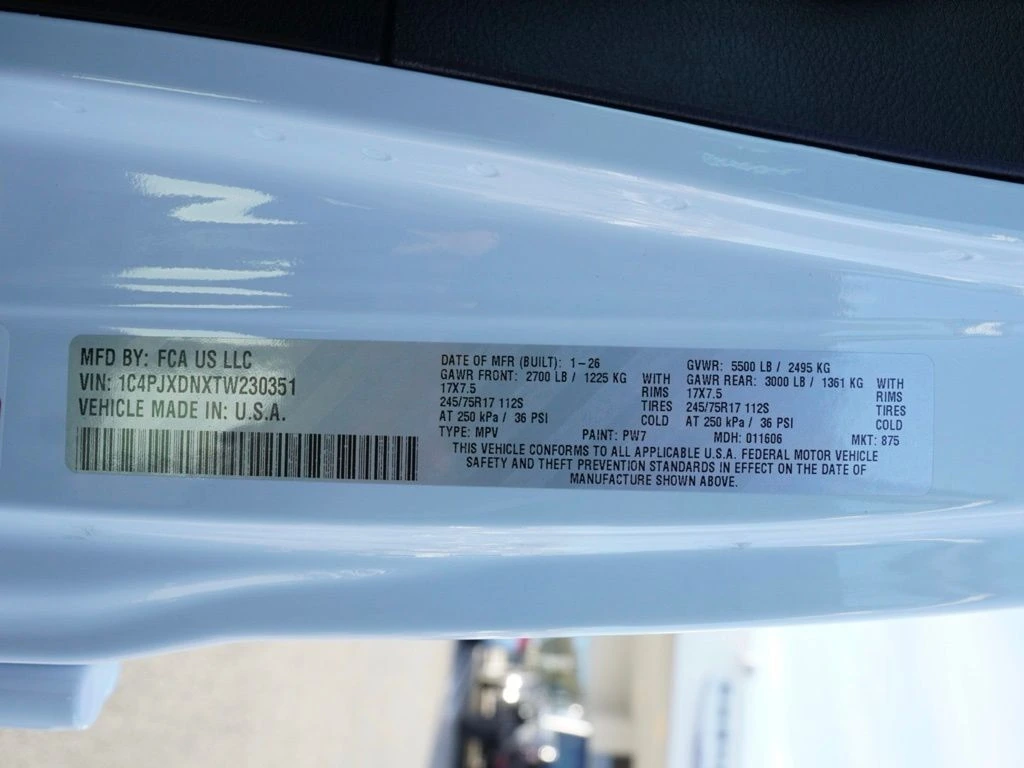 MFD BY: FCA US LLC
VIN: 1C4PJXDNXTW230351
VEHICLE MADE IN: U.S.A.
DATE OF MFR (BUILT): 1-26
GAWR FRONT: 2700 LB / 1225 KG WITH
17X7.5 RIMS
245/75R17 112S TIRES
AT 250 kPa / 36 PSI COLD
GVWR: 5500 LB / 2495 KG
GAWR REAR: 3000 LB / 1361 KG WITH
17X7.5 RIMS
245/75R17 112S TIRES
AT 250 kPa / 36 PSI COLD
TYPE: MPV PAINT: PW7 MDH: 011606 MKT: 875
THIS VEHICLE CONFORMS TO ALL APPLICABLE U.S.A. FEDERAL MOTOR VEHICLE
SAFETY AND THEFT PREVENTION STANDARDS IN EFFECT ON THE DATE OF
MANUFACTURE SHOWN ABOVE.